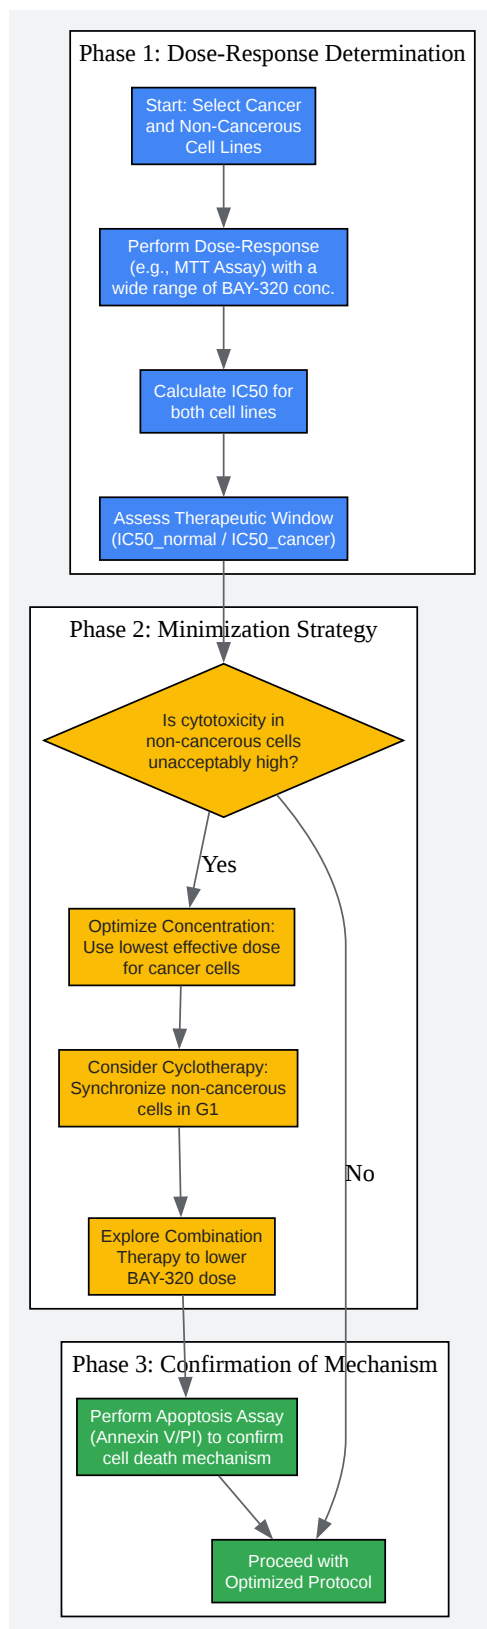 Phase 1: Dose-Response Determination
Start: Select Cancer
and Non-Cancerous
Cell Lines
Perform Dose-Response
(e.g., MTT Assay) with a
wide range of BAY-320 conc.
Calculate IC50 for
both cell lines
Assess Therapeutic Window
(IC50_normal / IC50_cancer)
Phase 2: Minimization Strategy
Is cytotoxicity in
non-cancerous cells
unacceptably high?
Yes
Optimize Concentration:
Use lowest effective dose
for cancer cells
Consider Cyclotherapy:
Synchronize non-cancerous
cells in G1
No
Explore Combination
Therapy to lower
BAY-320 dose
Phase 3: Confirmation of Mechanism
Perform Apoptosis Assay
(Annexin V/PI) to confirm
cell death mechanism
Proceed with
Optimized Protocol